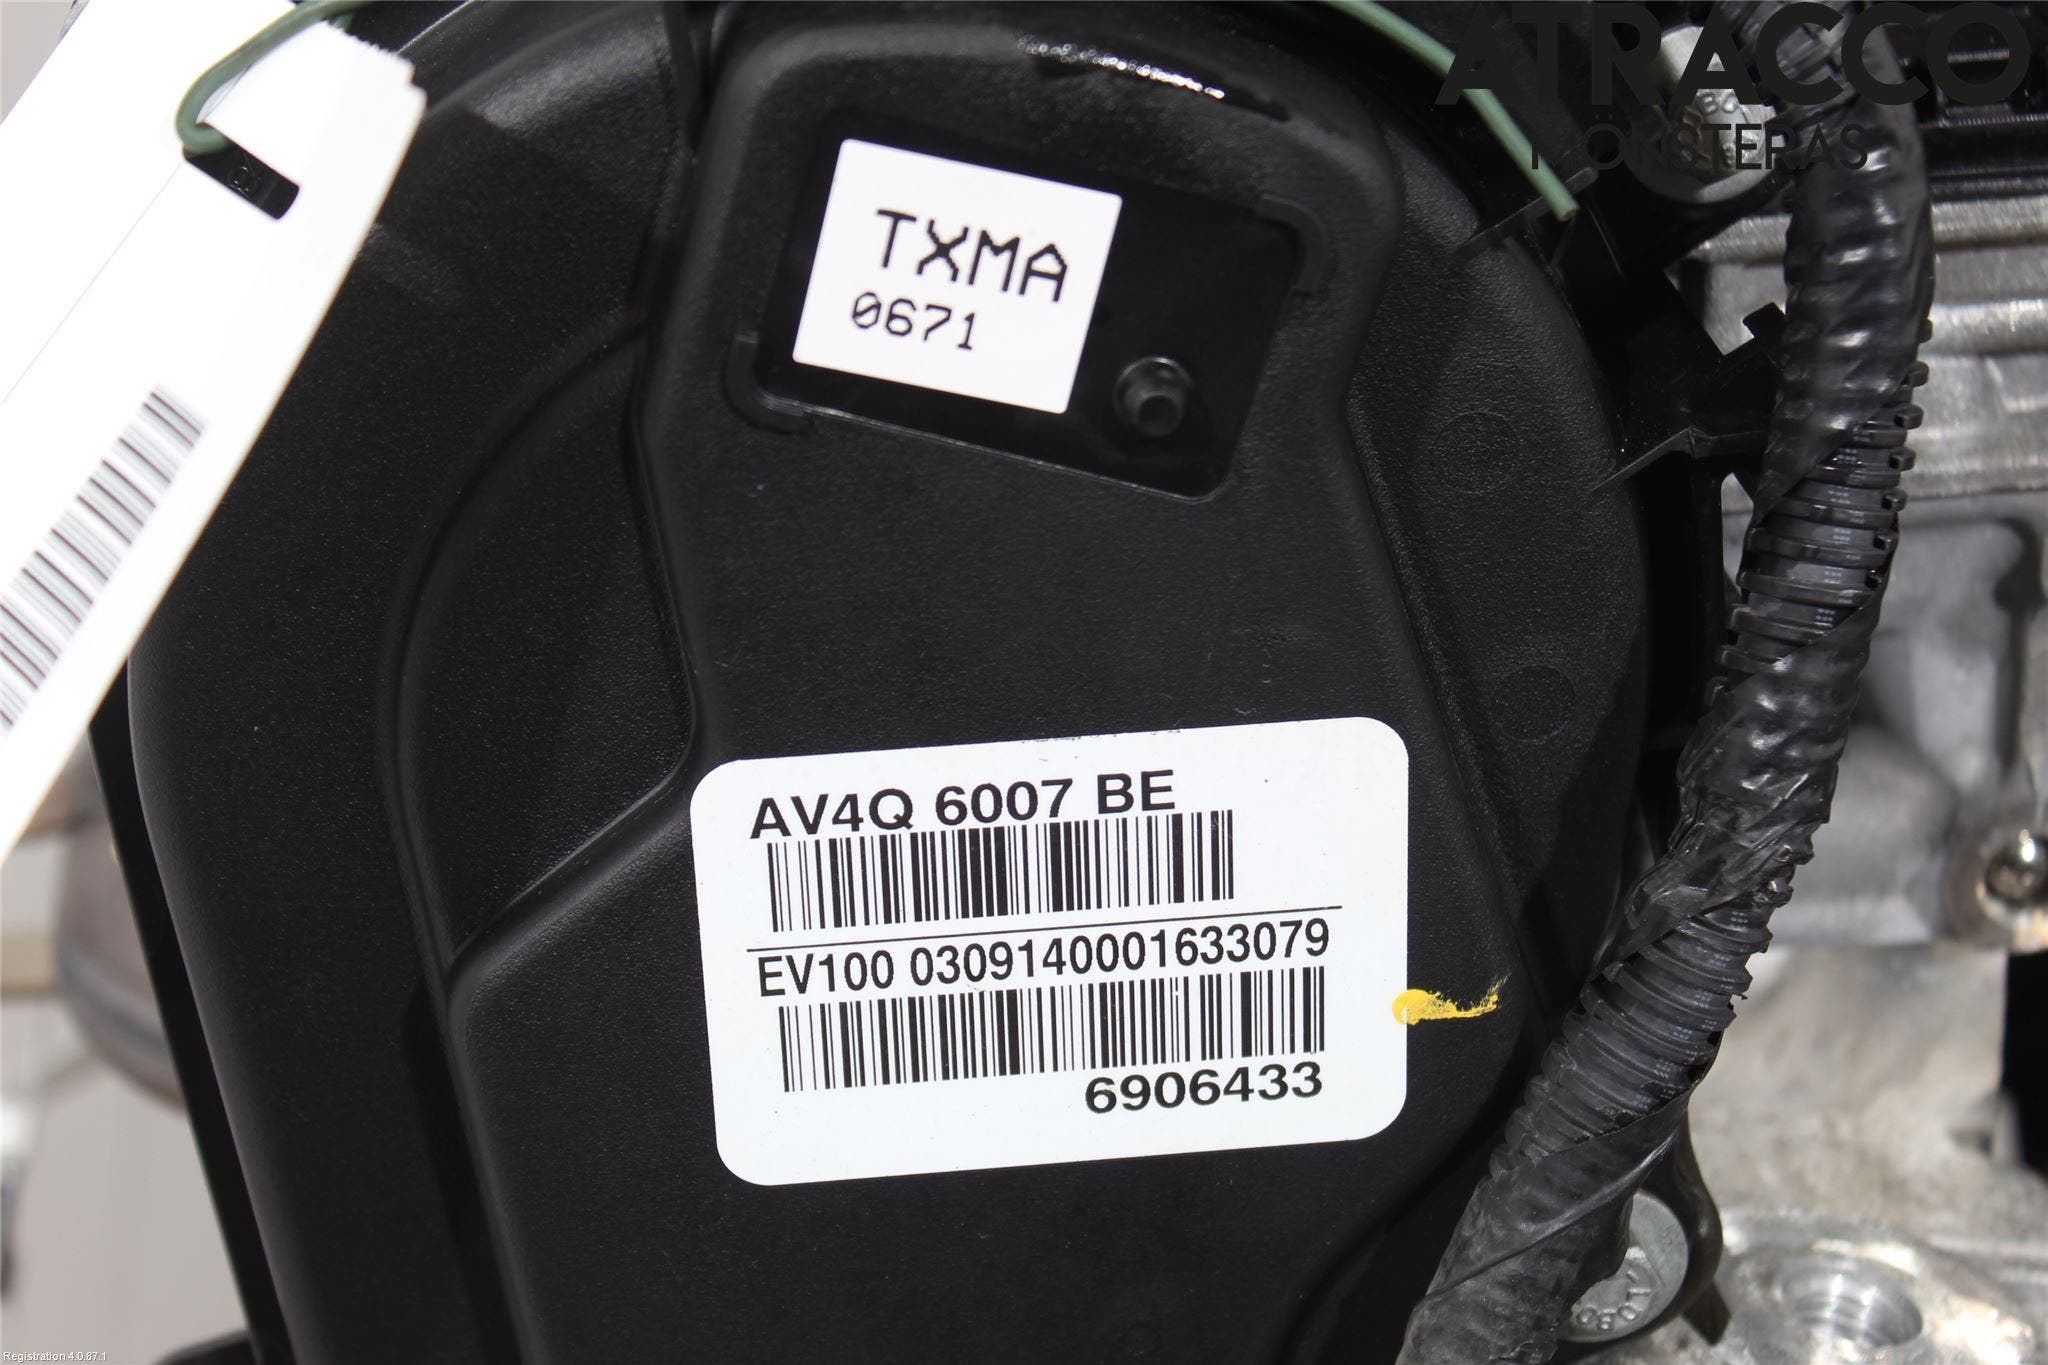 ATRACCO
MÖNSTERÅS
TXMA
0671
AV4Q 6007 BE
EV100 0309140001633079
6906433
Registration 4.0.87.1